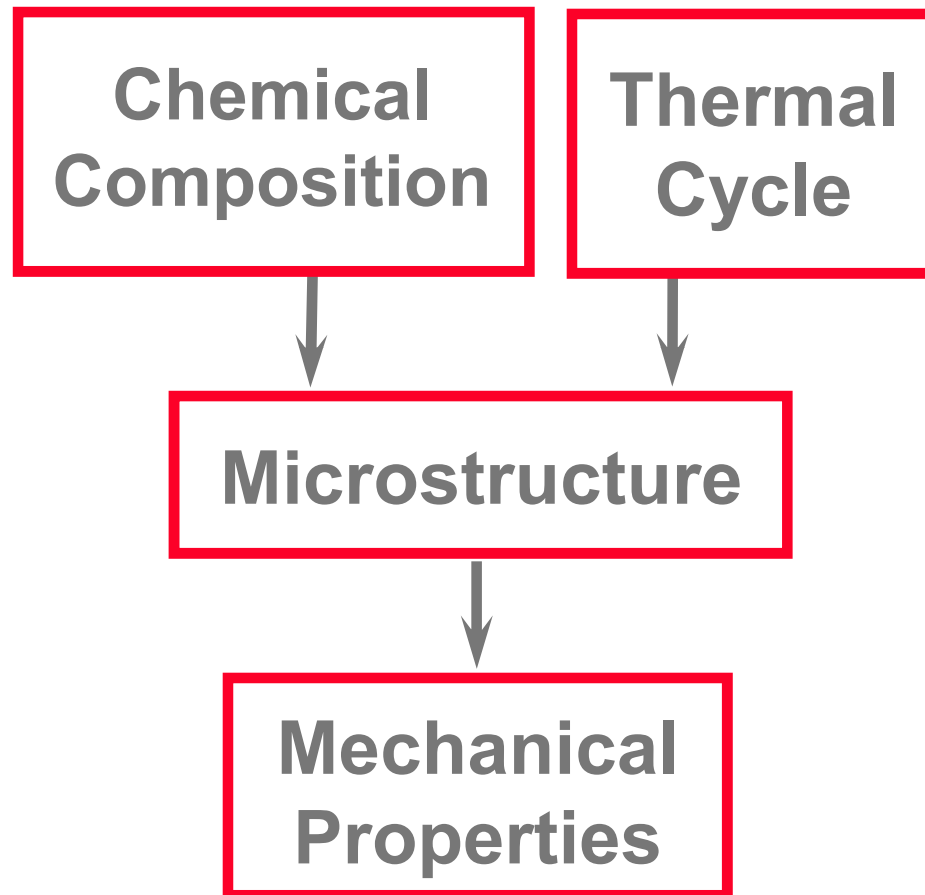 Chemical
Composition
Thermal
Cycle
Microstructure
Mechanical
Properties